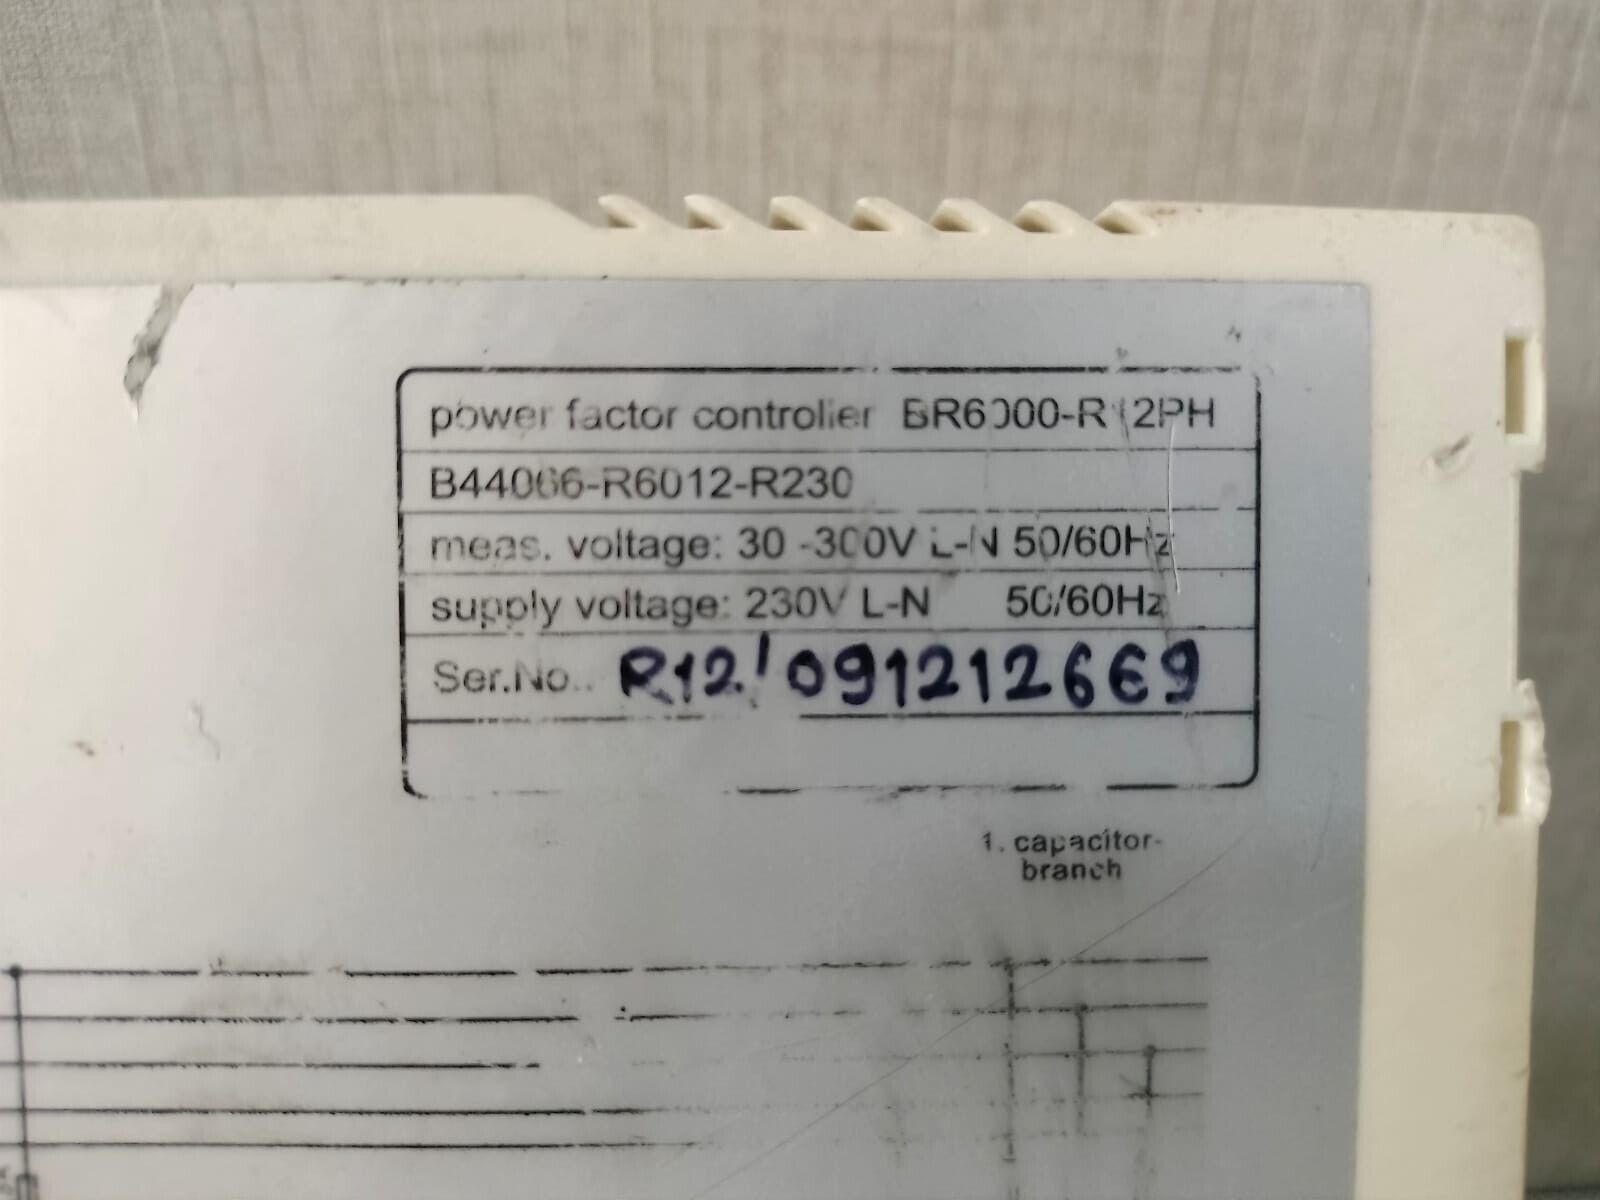 power factor controller BR6000-R12PH
B44066-R6012-R230
meas. voltage: 30 -300V L-N 50/60Hz
supply voltage: 230V L-N 50/60Hz
Ser.No.: R12/091212669
1. capacitor-
branch